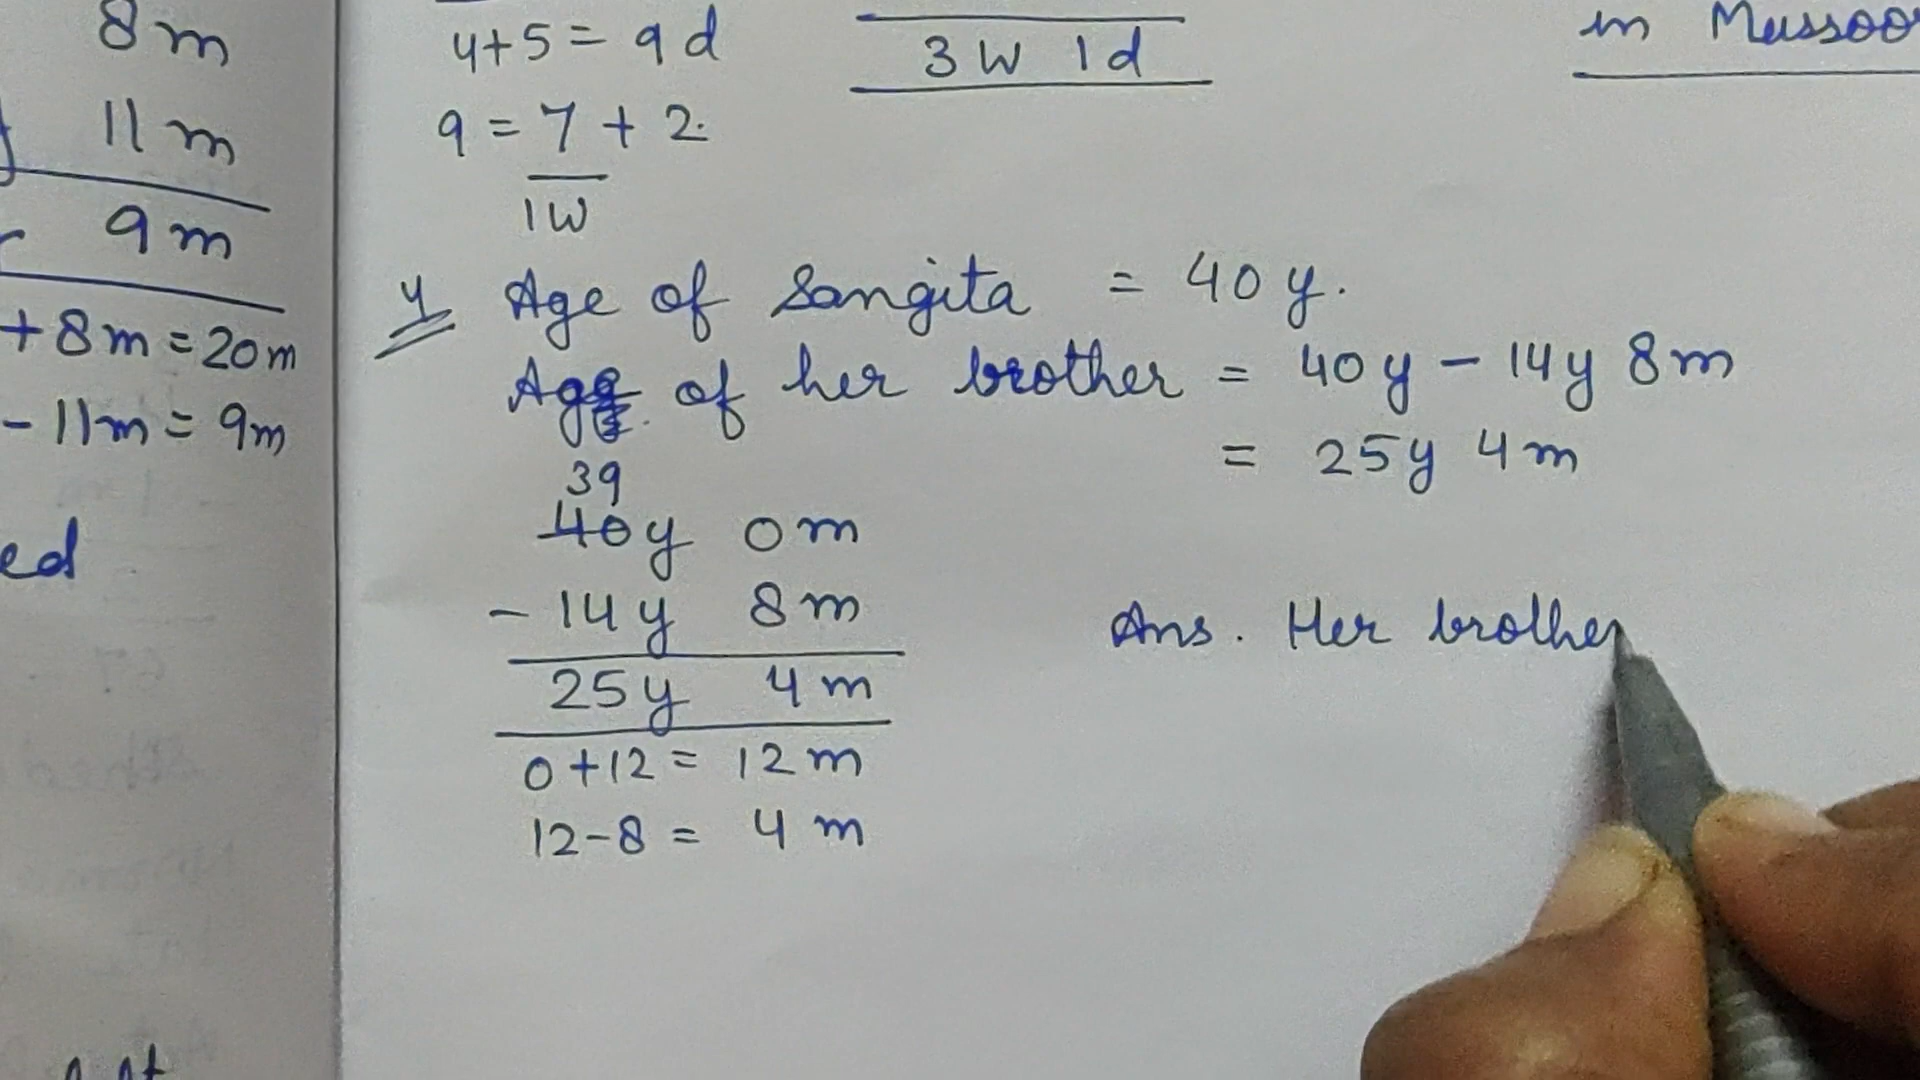 8m
11m
9m
+8m=20m
-11m=9m
ed
4+5=9d
9=7+2.
1W
3W 1d
in Mussoo
4 Age of Sangita = 40y.
Age of her brother = 40y - 14y 8m
= 25y 4m
39
40y 0m
- 14y 8m
25y 4m
0+12= 12m
12-8= 4m
Ans. Her brother